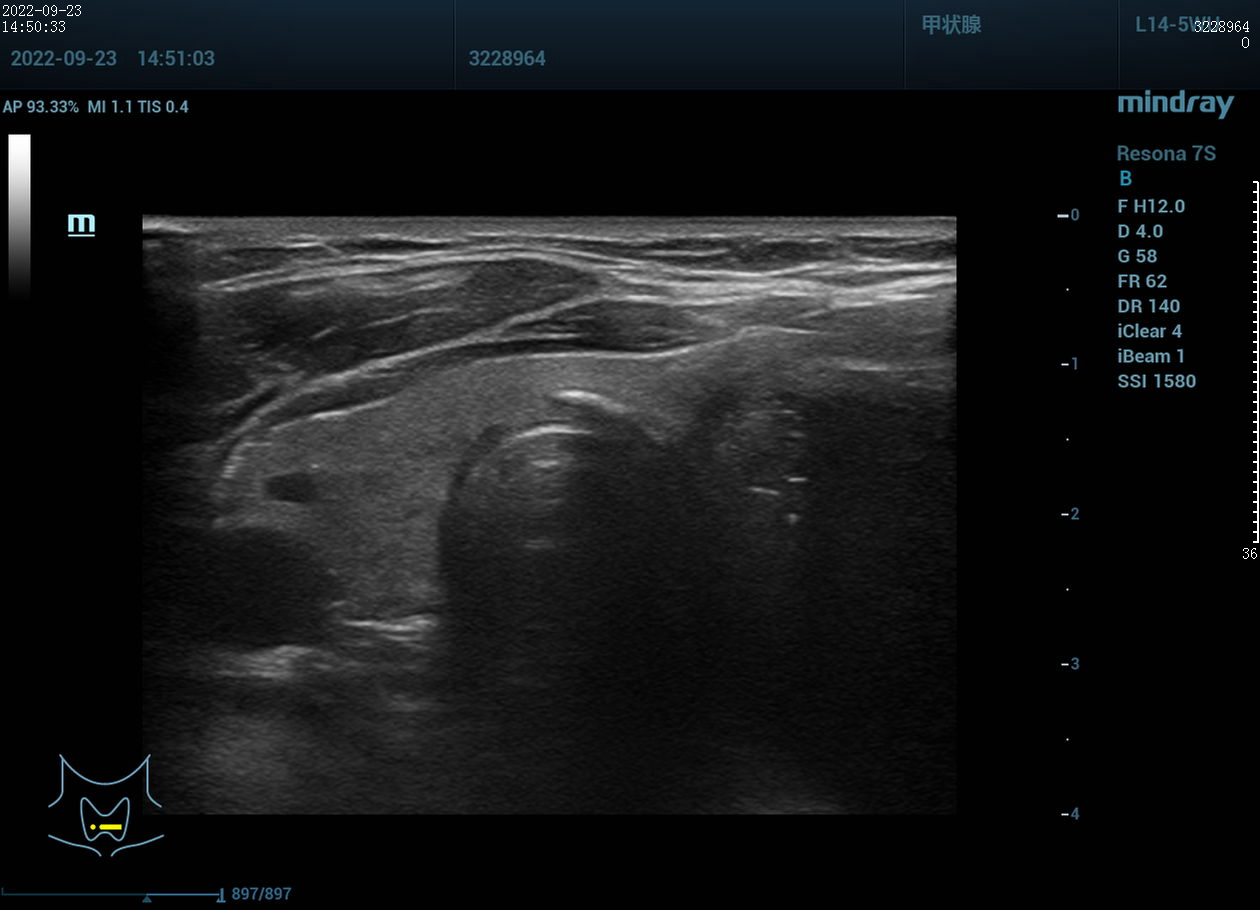 2022-09-23
14:50:33
2022-09-23 14:51:03
3228964
甲状腺
3228964
0
AP 93.33% MI 1.1 TIS 0.4
mindray
Resona 7S
B
F H12.0
D 4.0
G 58
FR 62
DR 140
iClear 4
iBeam 1
SSI 1580
m
0
1
2
3
4
36
897/897